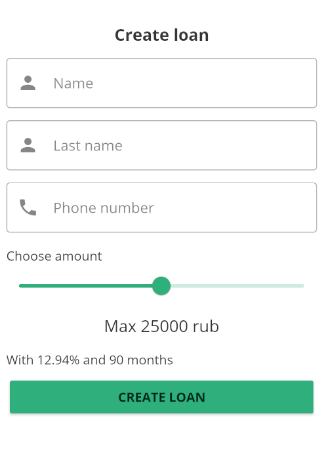 Create loan
Name
Last name
Phone number
Choose amount
Max 25000 rub
With 12.94% and 90 months
CREATE LOAN